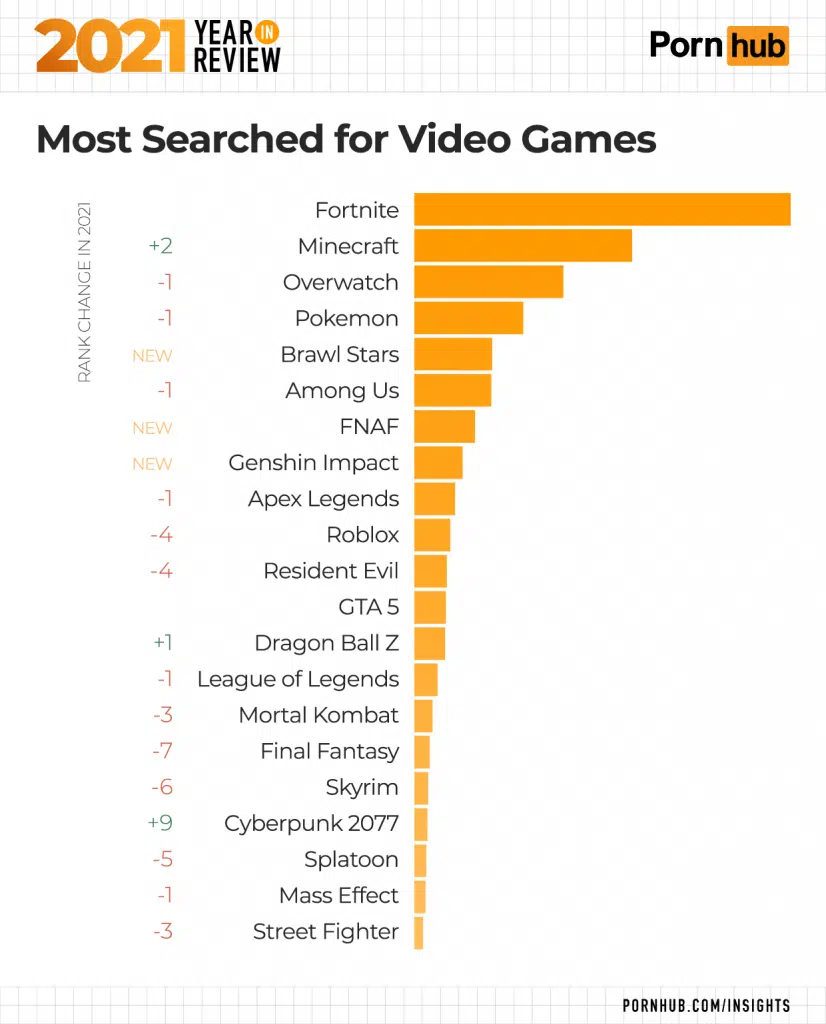 2021 YEAR IN REVIEW
Pornhub
Most Searched for Video Games
RANK CHANGE IN 2021
Fortnite
+2 Minecraft
-1 Overwatch
-1 Pokemon
NEW Brawl Stars
-1 Among Us
NEW FNAF
NEW Genshin Impact
-1 Apex Legends
-4 Roblox
-4 Resident Evil
GTA 5
+1 Dragon Ball Z
-1 League of Legends
-3 Mortal Kombat
-7 Final Fantasy
-6 Skyrim
+9 Cyberpunk 2077
-5 Splatoon
-1 Mass Effect
-3 Street Fighter
PORNHUB.COM/INSIGHTS